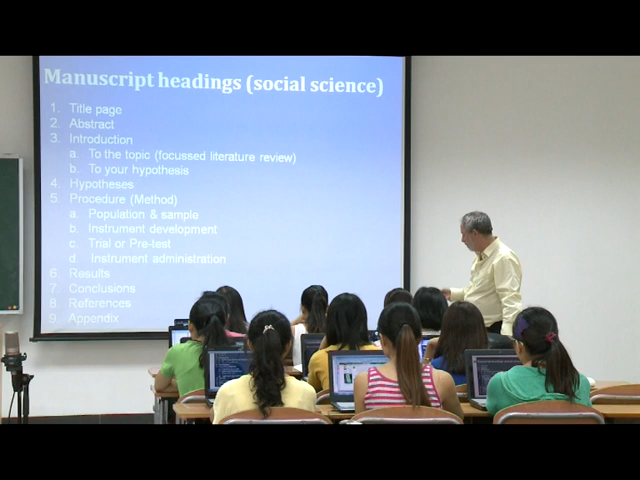 Manuscript headings (social science)
1. Title page
2. Abstract
3. Introduction
a. To the topic (focussed literature review)
b. To your hypothesis
4. Hypotheses
5. Procedure (Method)
a. Population & sample
b. Instrument development
c. Trial or Pre-test
d. Instrument administration
6. Results
7. Conclusions
8. References
9. Appendix